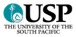 USP
THE UNIVERSITY OF THE
SOUTH PACIFIC